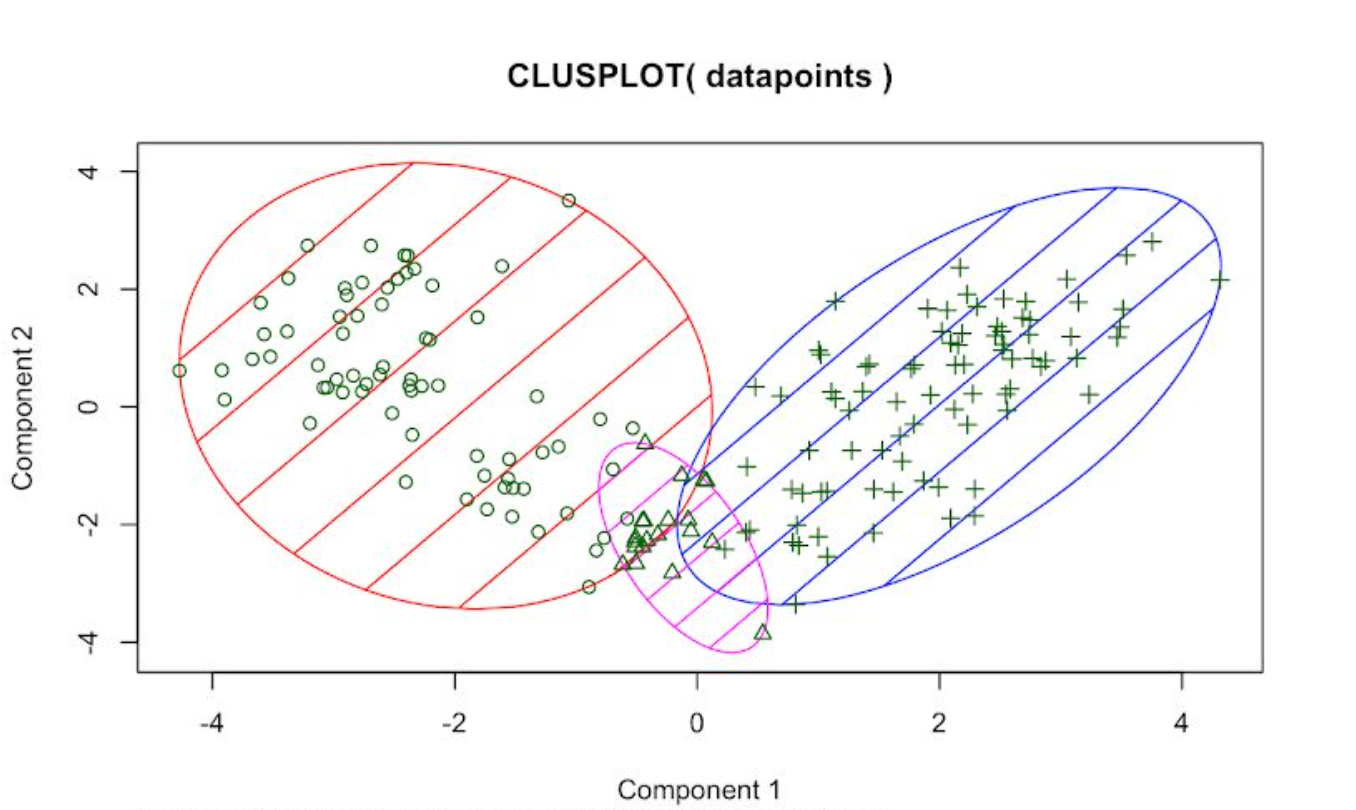 CLUSPLOT( datapoints )
4
2
0
-2
-4
Component 2
-4 -2 0 2 4
Component 1